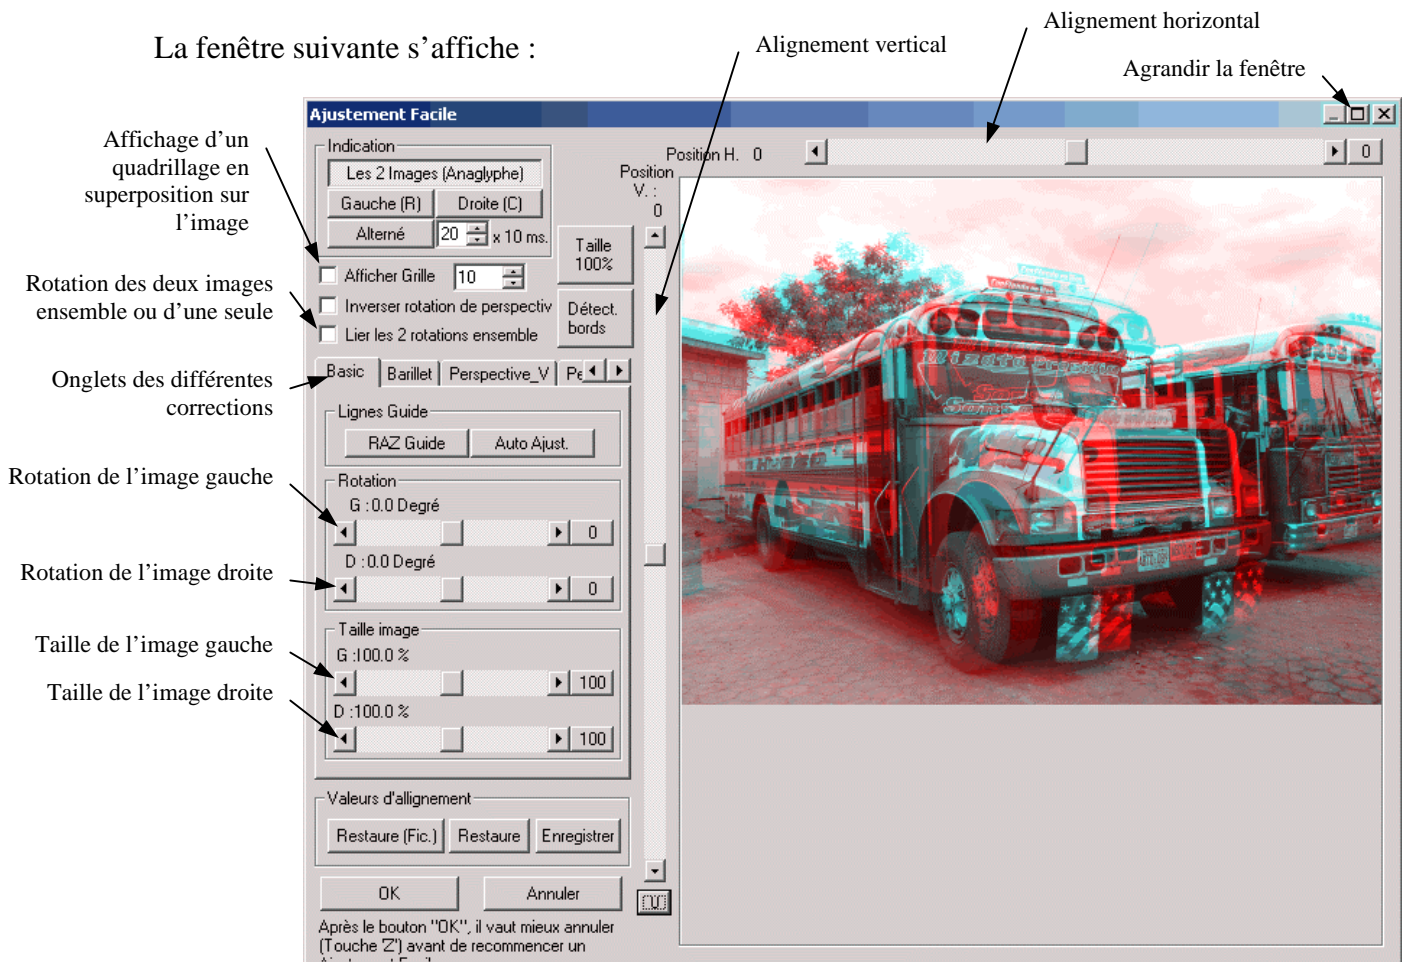 La fenêtre suivante s’affiche :
Alignement vertical
Alignement horizontal
Agrandir la fenêtre
Affichage d’un
quadrillage en
superposition sur
l’image
Rotation des deux images
ensemble ou d’une seule
Onglets des différentes
corrections
Rotation de l’image gauche
Rotation de l’image droite
Taille de l’image gauche
Taille de l’image droite
Ajustement Facile
Indication
Les 2 Images (Anaglyphe)
Gauche (R) Droite (C)
Alterné 20 x 10 ms.
Afficher Grille 10
Inverser rotation de perspectiv
Lier les 2 rotations ensemble
Taille
100%
Détect.
bords
Position H. 0
0
Position
V. :
0
Basic Barillet Perspective_V Pe
Lignes Guide
RAZ Guide Auto Ajust.
Rotation
G :0.0 Degré
0
D :0.0 Degré
0
Taille image
G :100.0 %
100
D :100.0 %
100
Valeurs d'allignement
Restaure (Fic.) Restaure Enregistrer
OK Annuler
Après le bouton "OK", il vaut mieux annuler
(Touche 'Z') avant de recommencer un
Ajustement Facile